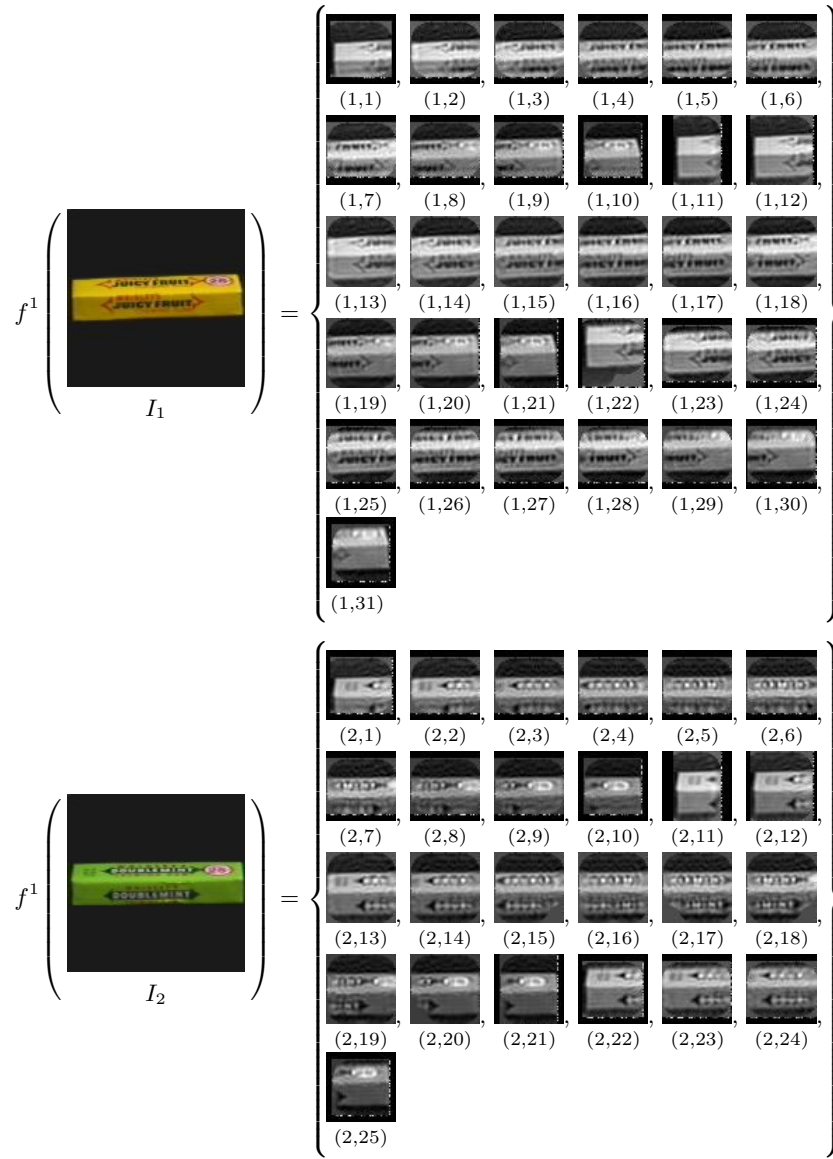 (1,1) , (1,2) , (1,3) , (1,4) , (1,5) , (1,6) ,
(1,7) , (1,8) , (1,9) , (1,10) , (1,11) , (1,12) ,
f¹ ( JUICY FRUIT 25
JUICY FRUIT
I₁ ) = {
(1,13) , (1,14) , (1,15) , (1,16) , (1,17) , (1,18) ,
(1,19) , (1,20) , (1,21) , (1,22) , (1,23) , (1,24) ,
(1,25) , (1,26) , (1,27) , (1,28) , (1,29) , (1,30) ,
(1,31) }
(2,1) , (2,2) , (2,3) , (2,4) , (2,5) , (2,6) ,
(2,7) , (2,8) , (2,9) , (2,10) , (2,11) , (2,12) ,
f¹ ( DOUBLEMINT
DOUBLEMINT
I₂ ) = {
(2,13) , (2,14) , (2,15) , (2,16) , (2,17) , (2,18) ,
(2,19) , (2,20) , (2,21) , (2,22) , (2,23) , (2,24) ,
(2,25) }